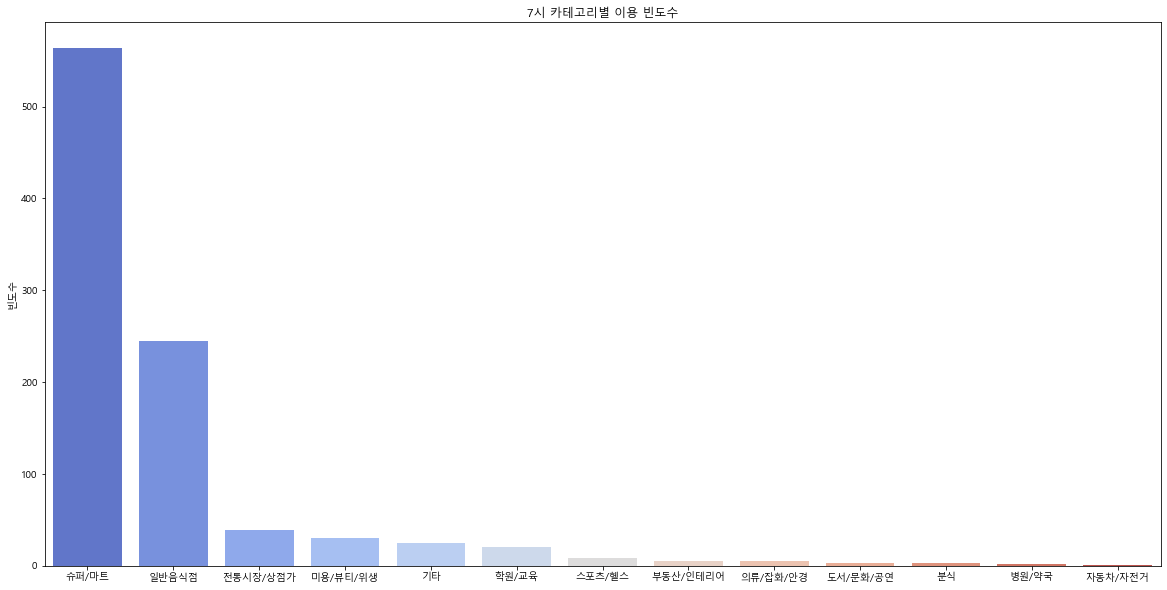 7시 카테고리별 이용 빈도수
빈도수
500
400
300
200
100
0
슈퍼/마트 일반음식점 전통시장/상점가 미용/뷰티/위생 기타 학원/교육 스포츠/헬스 부동산/인테리어 의류/잡화/안경 도서/문화/공연 분식 병원/약국 자동차/자전거